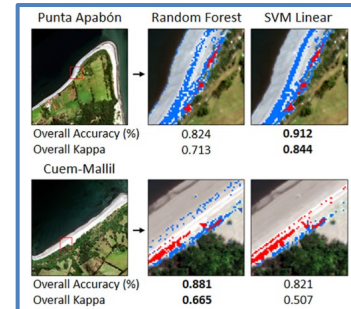 Punta Apabón Random Forest SVM Linear
Overall Accuracy (%) 0.824 0.912
Overall Kappa 0.713 0.844
Cuem-Mallil
Overall Accuracy (%) 0.881 0.821
Overall Kappa 0.665 0.507